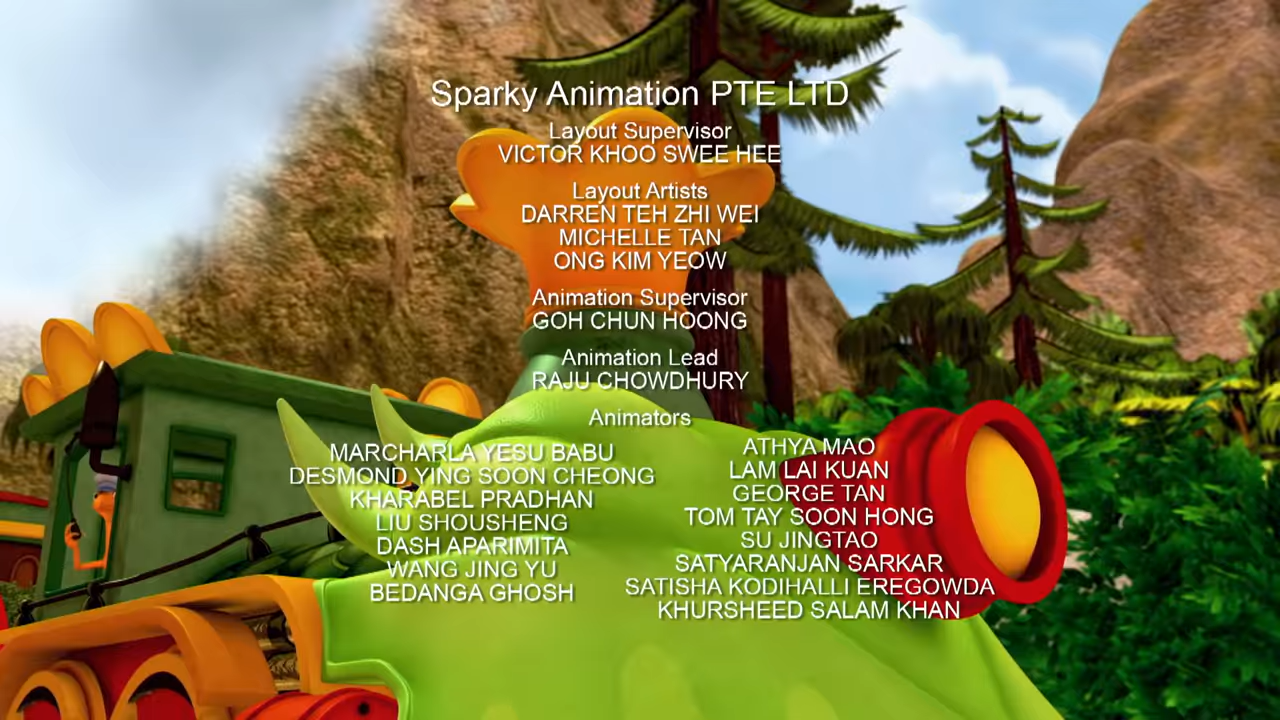 Sparky Animation PTE LTD
Layout Supervisor
VICTOR KHOO SWEE HEE
Layout Artists
DARREN TEH ZHI WEI
MICHELLE TAN
ONG KIM YEOW
Animation Supervisor
GOH CHUN HOONG
Animation Lead
RAJU CHOWDHURY
Animators
MARCHARLA YESU BABU
DESMOND YING SOON CHEONG
KHARABEL PRADHAN
LIU SHOUSHENG
DASH APARIMITA
WANG JING YU
BEDANGA GHOSH
ATHYA MAO
LAM LAI KUAN
GEORGE TAN
TOM TAY SOON HONG
SU JINGTAO
SATYARANJAN SARKAR
SATISHA KODIHALLI EREGOWDA
KHURSHEED SALAM KHAN